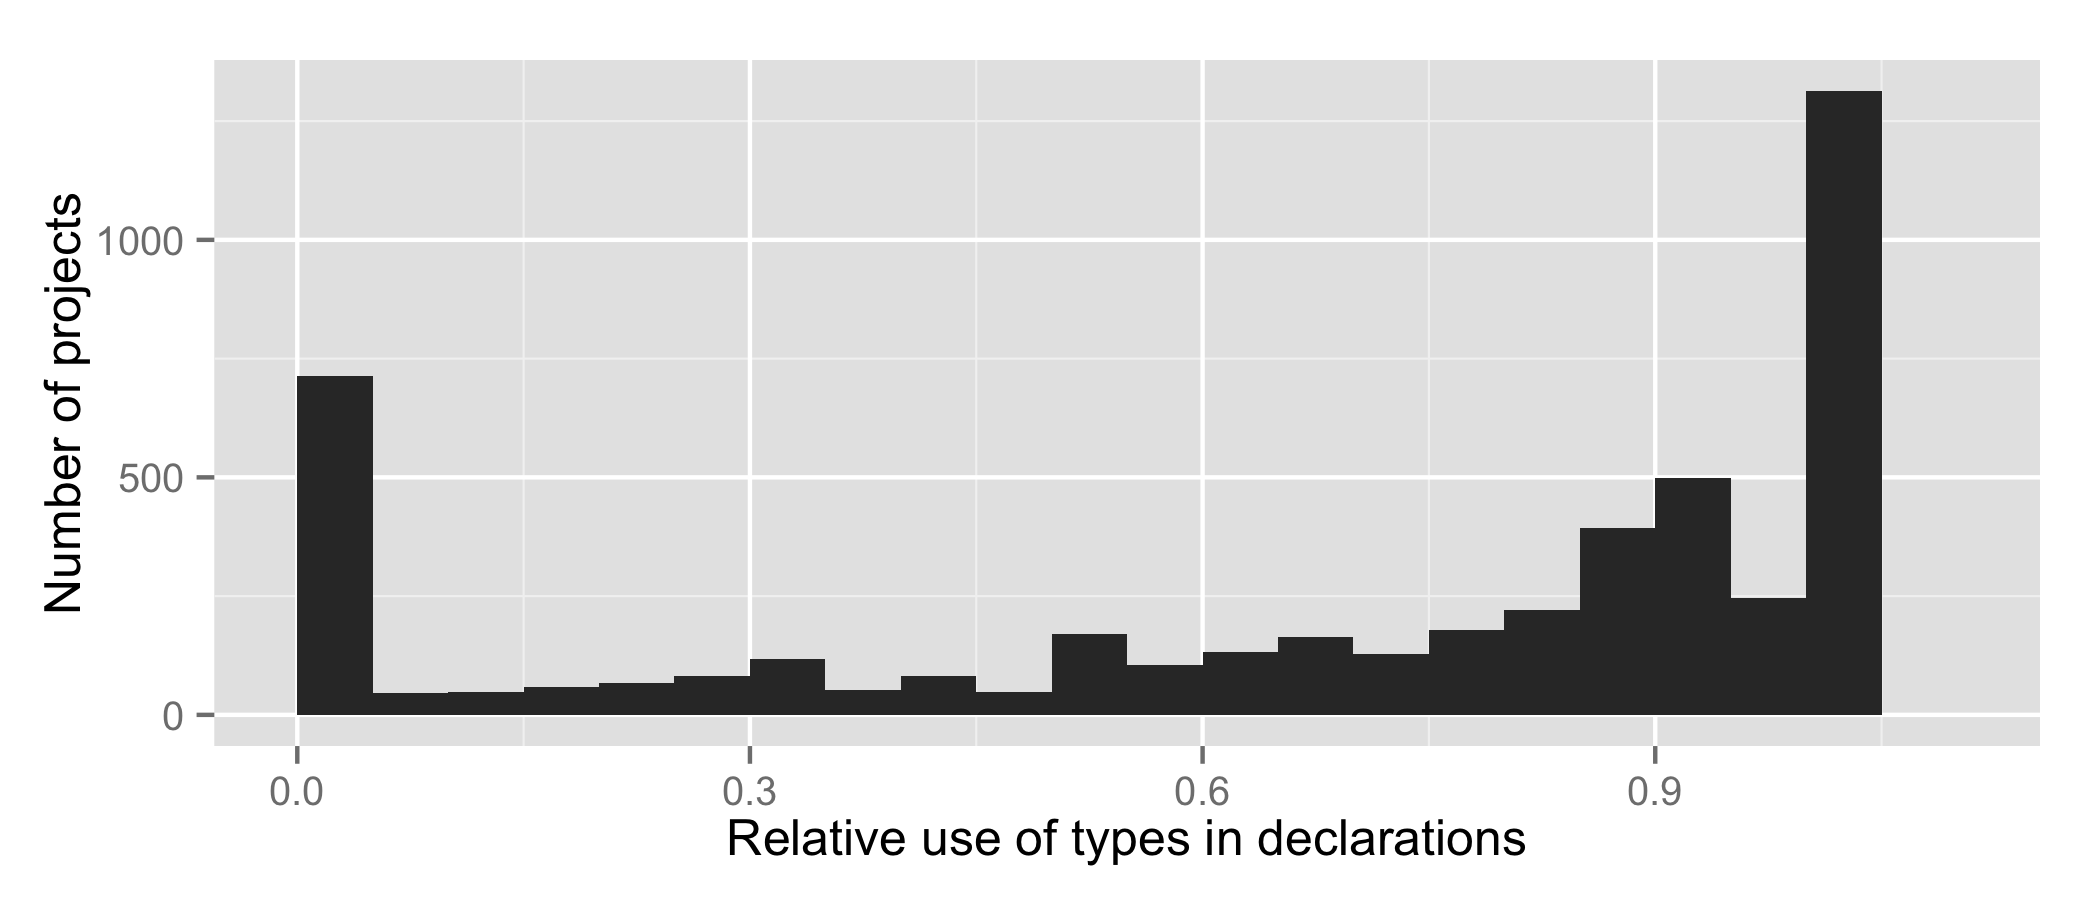 Number of projects
1000
500
0
0.0 0.3 0.6 0.9
Relative use of types in declarations